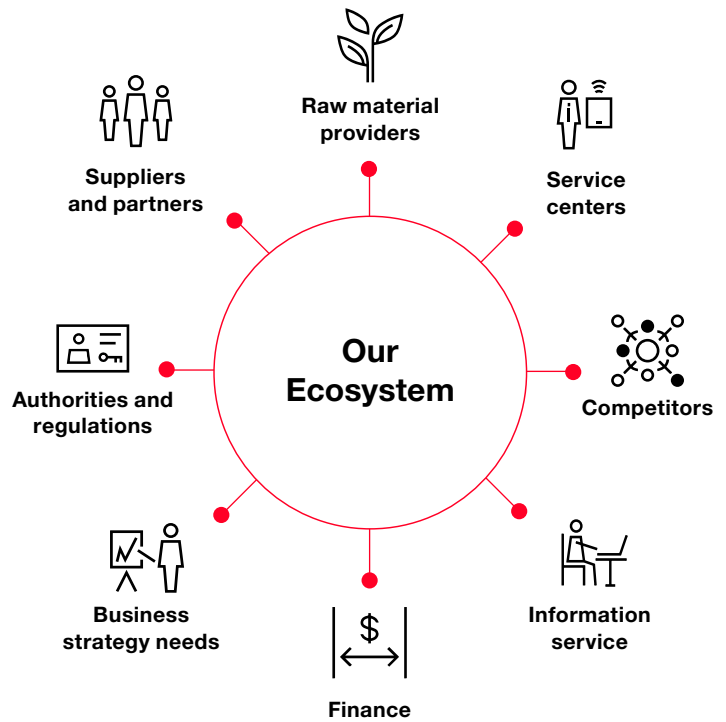 Raw material
providers
Suppliers
and partners
Service
centers
Our
Ecosystem
Authorities and
regulations
Competitors
Business
strategy needs
Information
service
$
Finance